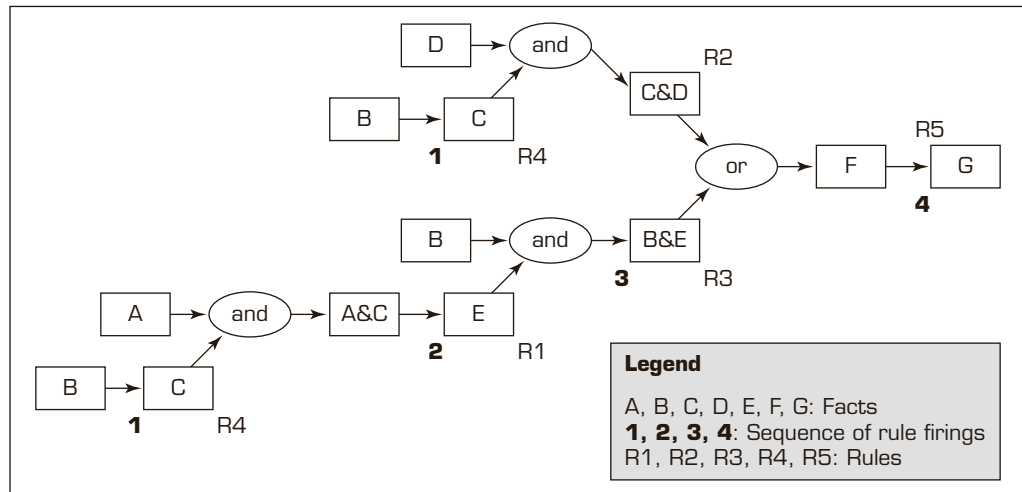 D
and
R2
C&D
B
C
1
R4
R5
or
F
G
4
B
and
B&E
3
R3
A
and
A&C
E
2
R1
B
C
1
R4
Legend
A, B, C, D, E, F, G: Facts
1, 2, 3, 4: Sequence of rule firings
R1, R2, R3, R4, R5: Rules